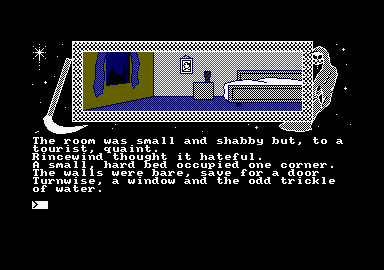 The room was small and shabby but, to a
tourist, quaint.
Rincewind thought it hateful.
A small, hard bed occupied one corner.
The walls were bare, save for a door
Turnwise, a window and the odd trickle
of water.
>